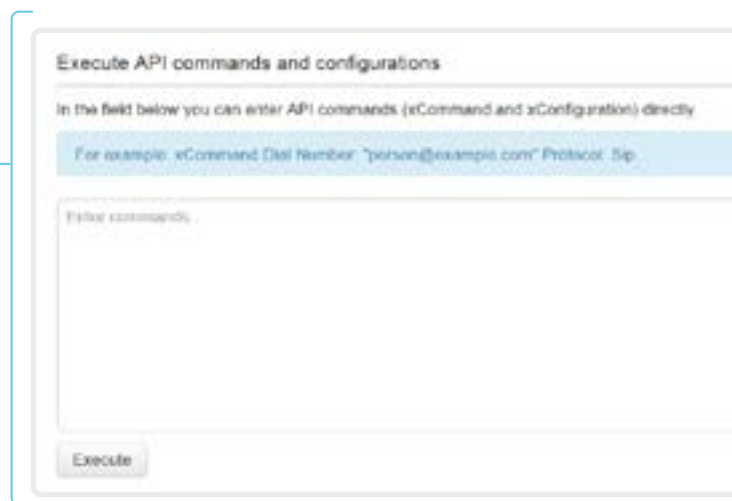 Execute API commands and configurations
In the field below you can enter API commands (xCommand and xConfiguration) directly
For example: xCommand Dial Number: "person@example.com" Protocol: Sip
Enter commands...
Execute